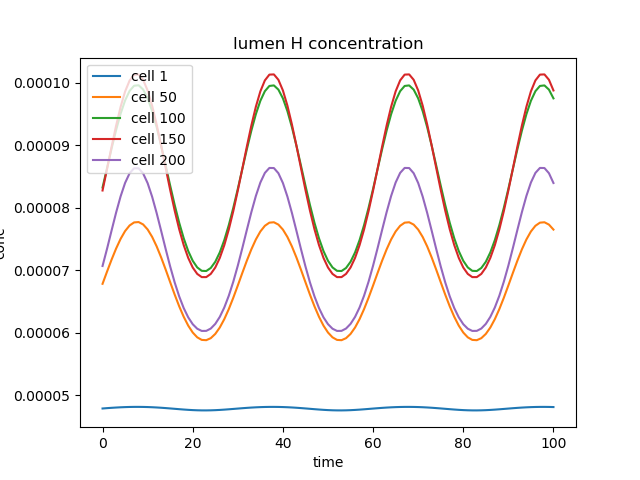 lumen H concentration
cell 1
cell 50
cell 100
cell 150
cell 200
0.00010
0.00009
0.00008
0.00007
0.00006
0.00005
conc
0 20 40 60 80 100
time